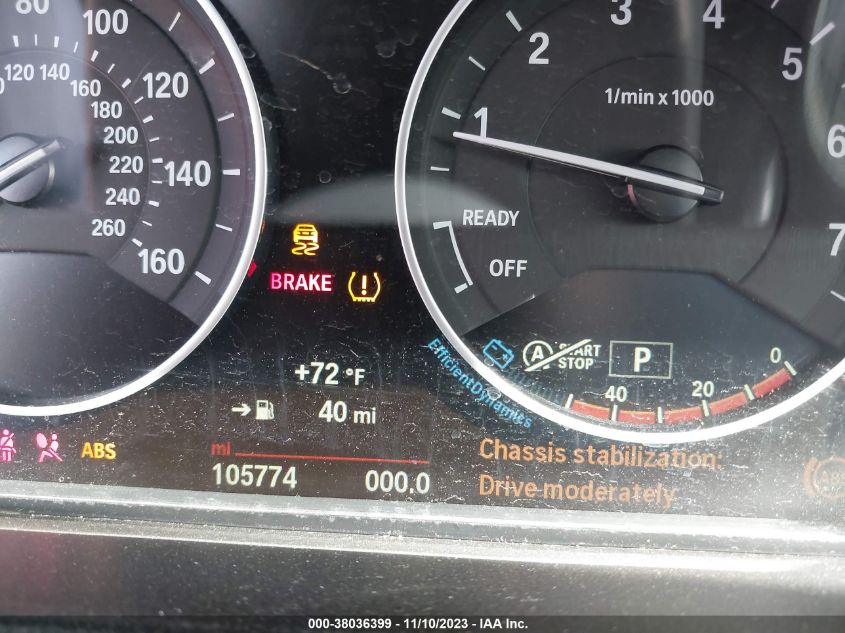 80
100
120
140
160
120 140
160
180
200
220
240
260
1
2
3
4
5
6
7
1/min x 1000
READY
OFF
BRAKE
+72 °F
40 mi
EfficientDynamics
A START
STOP
P
40
20
0
ABS
mi
105774
000.0
Chassis stabilization:
Drive moderately
ABS
000-38036399 - 11/10/2023 - IAA Inc.